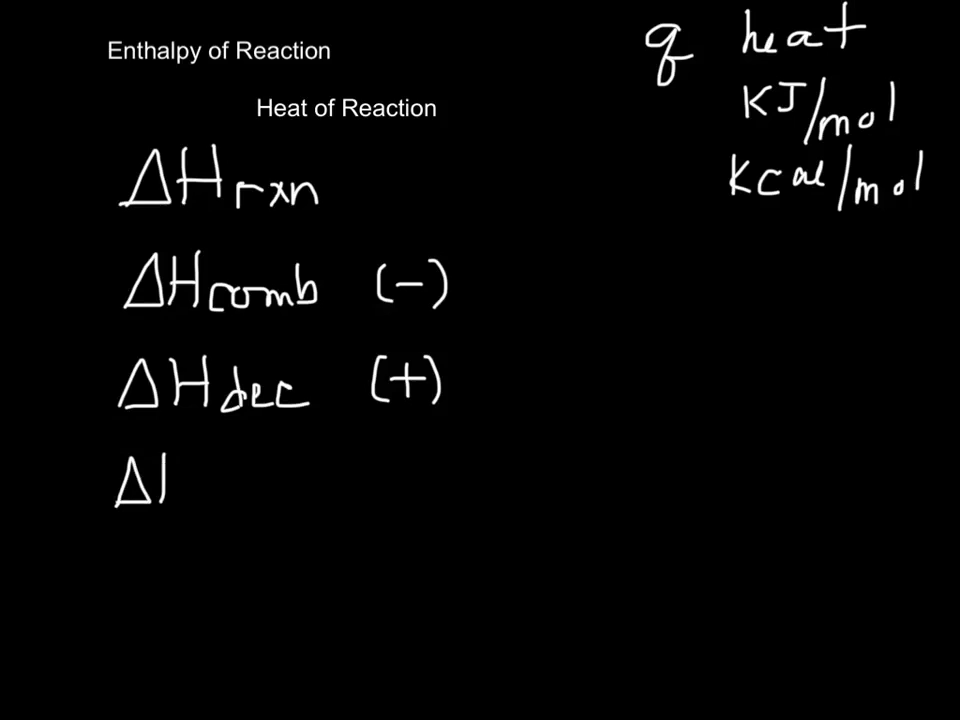 Enthalpy of Reaction
Heat of Reaction
q heat
KJ/mol
Kcal/mol
ΔHrxn
ΔHcomb (-)
ΔHdec (+)
Δ|